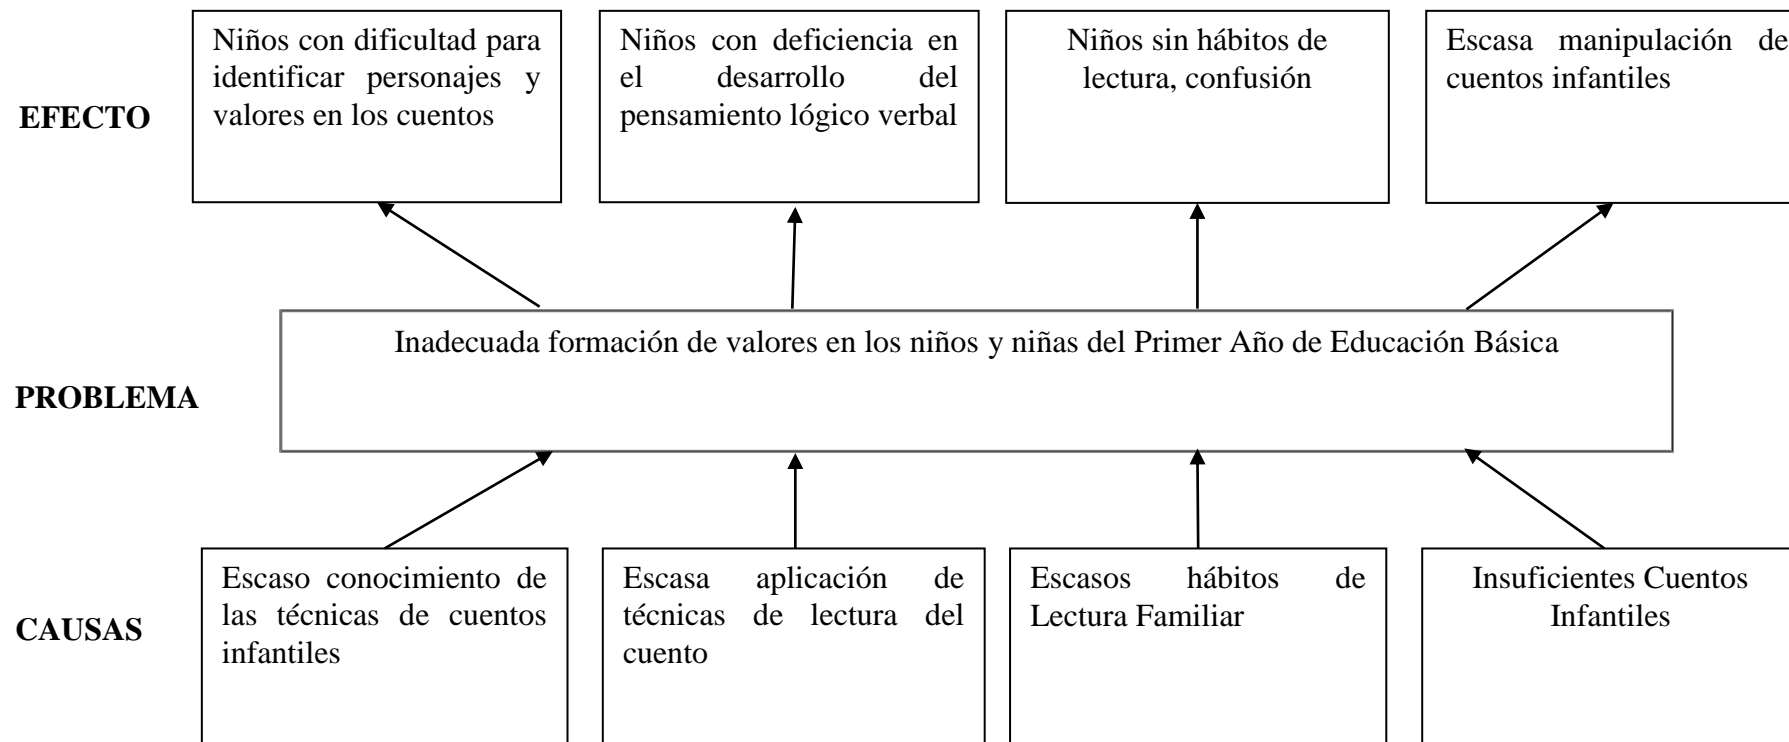 Niños con dificultad para
identificar personajes y
valores en los cuentos
Niños con deficiencia en
el desarrollo del
pensamiento lógico verbal
Niños sin hábitos de
lectura, confusión
Escasa manipulación de
cuentos infantiles
EFECTO
Inadecuada formación de valores en los niños y niñas del Primer Año de Educación Básica
PROBLEMA
Escaso conocimiento de
las técnicas de cuentos
infantiles
Escasa aplicación de
técnicas de lectura del
cuento
Escasos hábitos de
Lectura Familiar
Insuficientes Cuentos
Infantiles
CAUSAS